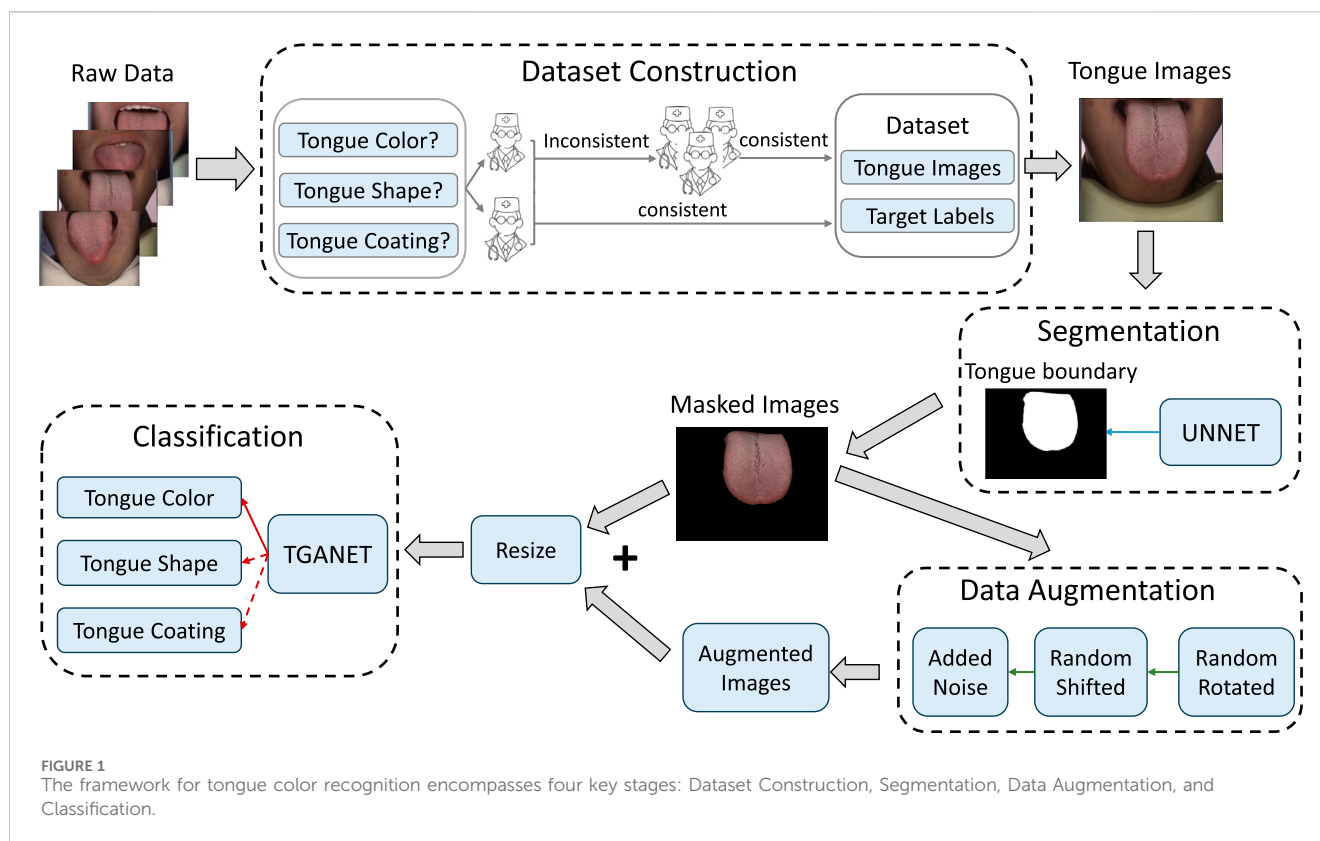 Raw Data
Dataset Construction
Tongue Color?
Tongue Shape?
Tongue Coating?
Inconsistent
consistent
consistent
Dataset
Tongue Images
Target Labels
Tongue Images
Segmentation
Tongue boundary
UNNET
Masked Images
Classification
Tongue Color
Tongue Shape
Tongue Coating
TGANET
Resize
+
Augmented
Images
Data Augmentation
Added
Noise
Random
Shifted
Random
Rotated
FIGURE 1
The framework for tongue color recognition encompasses four key stages: Dataset Construction, Segmentation, Data Augmentation, and
Classification.